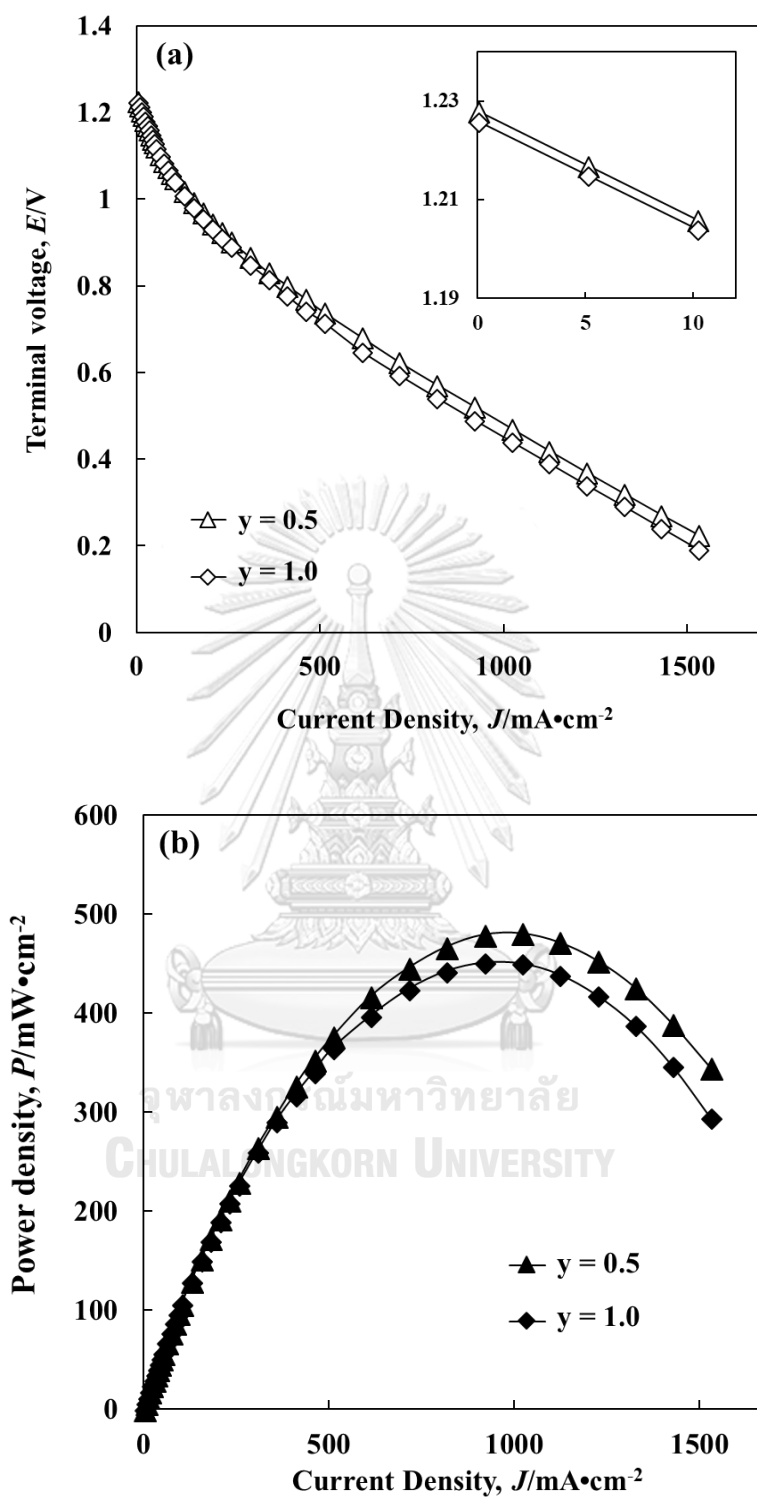 (a)
1.4
1.2
1
0.8
0.6
0.4
0.2
0
Terminal voltage, E/V
1.23
1.21
1.19
0 5 10
y = 0.5
y = 1.0
0 500 1000 1500
Current Density, J/mA•cm-2
(b)
600
500
400
300
200
100
0
Power density, P/mW•cm-2
จุฬาลงกรณ์มหาวิทยาลัย
CHULALONGKORN UNIVERSITY
y = 0.5
y = 1.0
0 500 1000 1500
Current Density, J/mA•cm-2